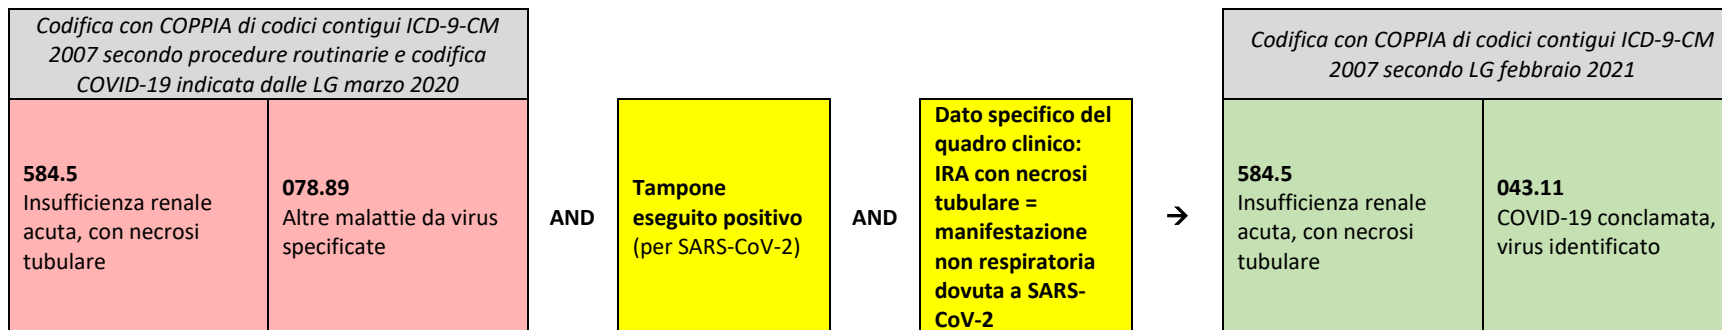 Codifica con COPPIA di codici contigui ICD-9-CM
2007 secondo procedure routinarie e codifica
COVID-19 indicata dalle LG marzo 2020
584.5
Insufficienza renale
acuta, con necrosi
tubulare
078.89
Altre malattie da virus
specificate
AND
Tampone
eseguito positivo
(per SARS-CoV-2)
AND
Dato specifico del
quadro clinico:
IRA con necrosi
tubulare =
manifestazione
non respiratoria
dovuta a SARS-
CoV-2
→
Codifica con COPPIA di codici contigui ICD-9-CM
2007 secondo LG febbraio 2021
584.5
Insufficienza renale
acuta, con necrosi
tubulare
043.11
COVID-19 conclamata,
virus identificato